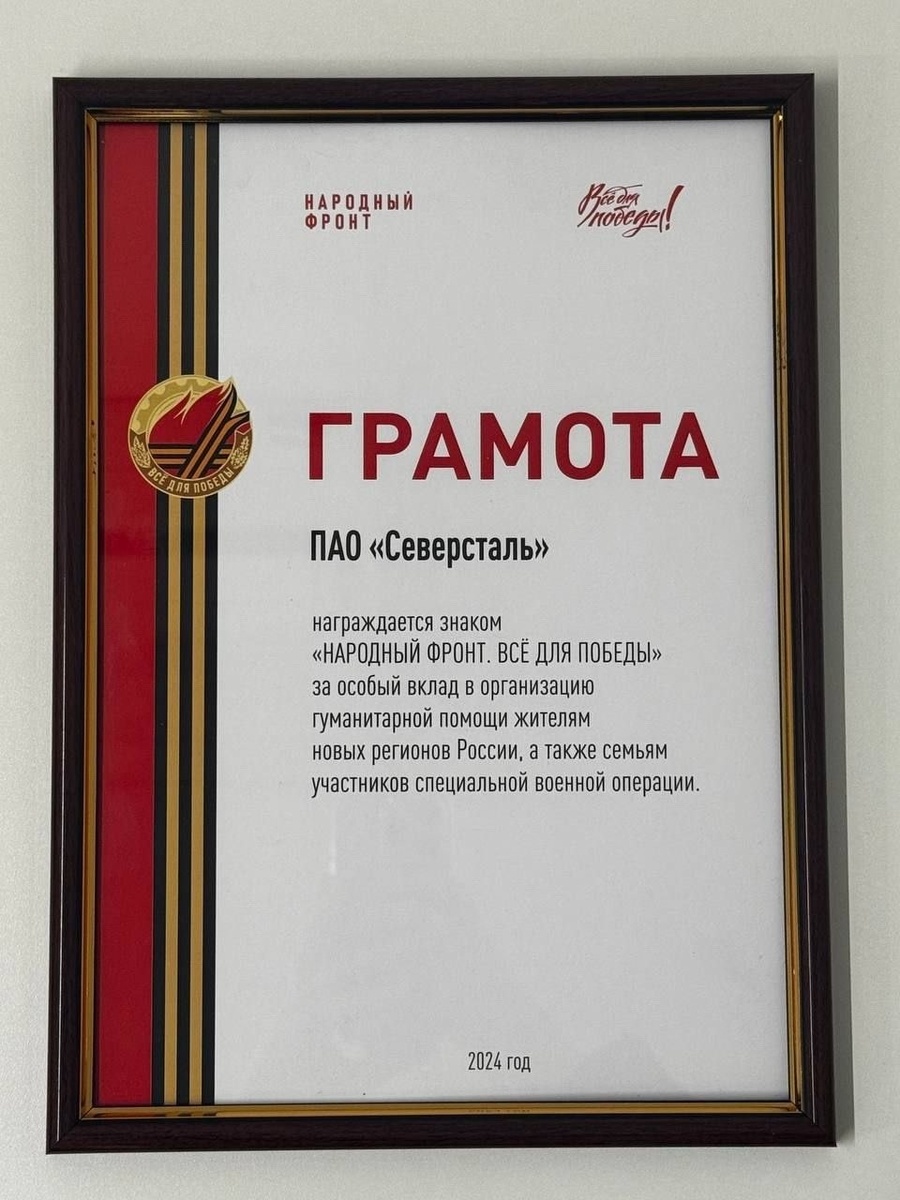 НАРОДНЫЙ
ФРОНТ
Всё для
победы!
ВСЁ ДЛЯ ПОБЕДЫ
ГРАМОТА
ПАО «Северсталь»
награждается знаком
«НАРОДНЫЙ ФРОНТ. ВСЁ ДЛЯ ПОБЕДЫ»
за особый вклад в организацию
гуманитарной помощи жителям
новых регионов России, а также семьям
участников специальной военной операции.
2024 год